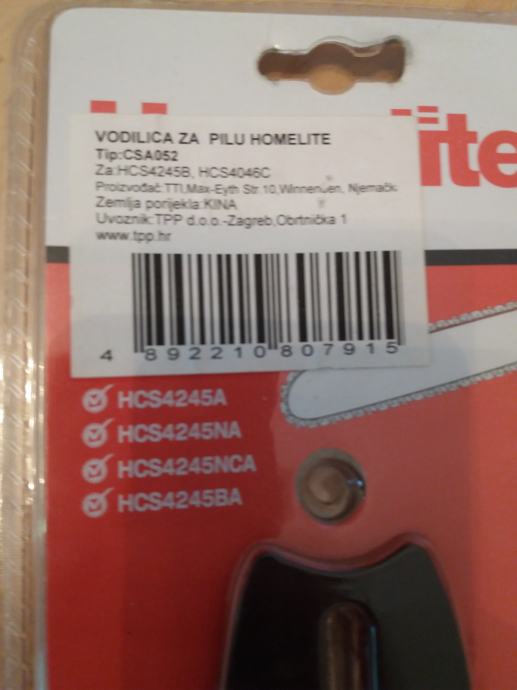 VODILICA ZA PILU HOMELITE
Tip:CSA052
Za:HCS4245B, HCS4046C
Proizvođač:TTI,Max-Eyth Str.10,Winnenden, Njemačk
Zemlja porijekla:KINA
Uvoznik:TPP d.o.o.-Zagreb,Obrtnička 1
www.tpp.hr
4 892210 807915
HCS4245A
HCS4245NA
HCS4245NCA
HCS4245BA